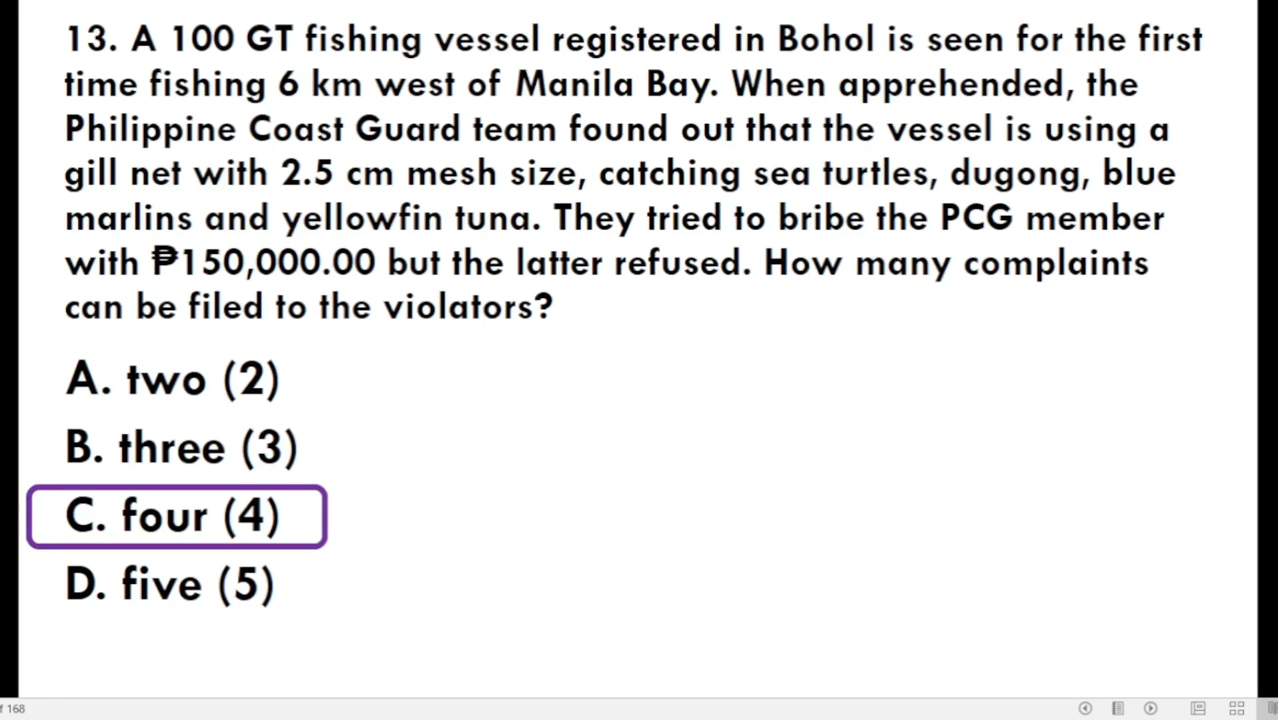 13. A 100 GT fishing vessel registered in Bohol is seen for the first
time fishing 6 km west of Manila Bay. When apprehended, the
Philippine Coast Guard team found out that the vessel is using a
gill net with 2.5 cm mesh size, catching sea turtles, dugong, blue
marlins and yellowfin tuna. They tried to bribe the PCG member
with ₱150,000.00 but the latter refused. How many complaints
can be filed to the violators?
A. two (2)
B. three (3)
C. four (4)
D. five (5)
f 168